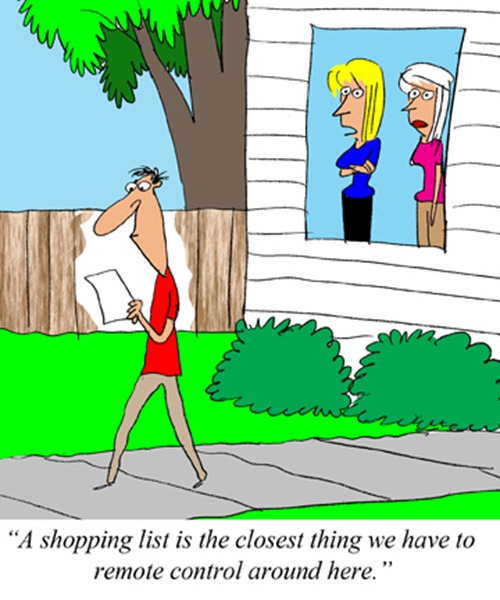 “A shopping list is the closest thing we have to
remote control around here.”